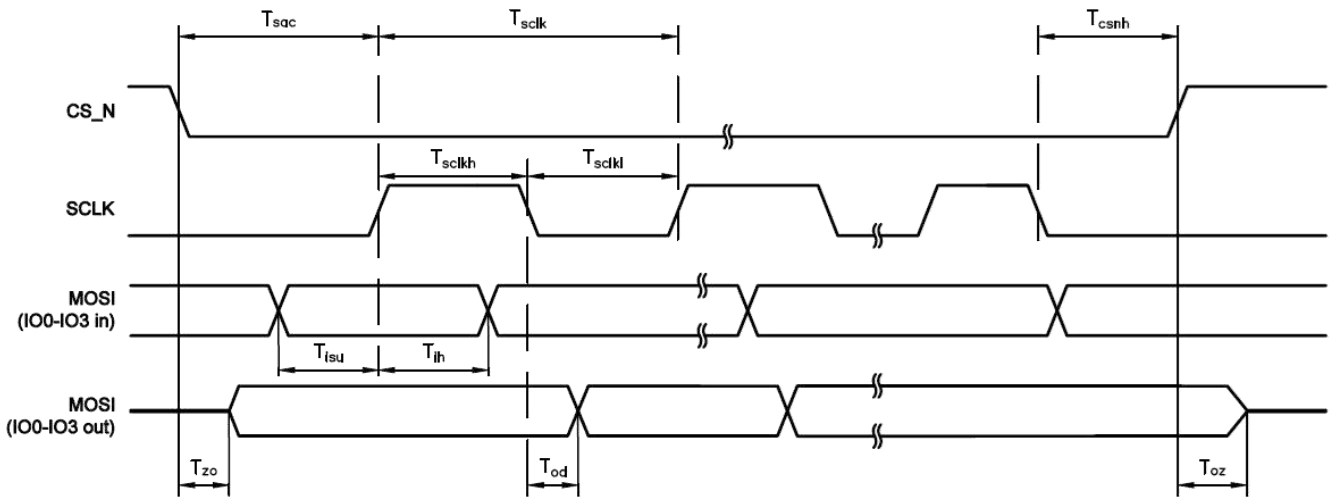 Tsac Tsclk Tcsnh
CS_N
Tsclkh Tsclkl
SCLK
MOSI
(IO0-IO3 in)
Tisu Tih
MOSI
(IO0-IO3 out)
Tzo Tod Toz